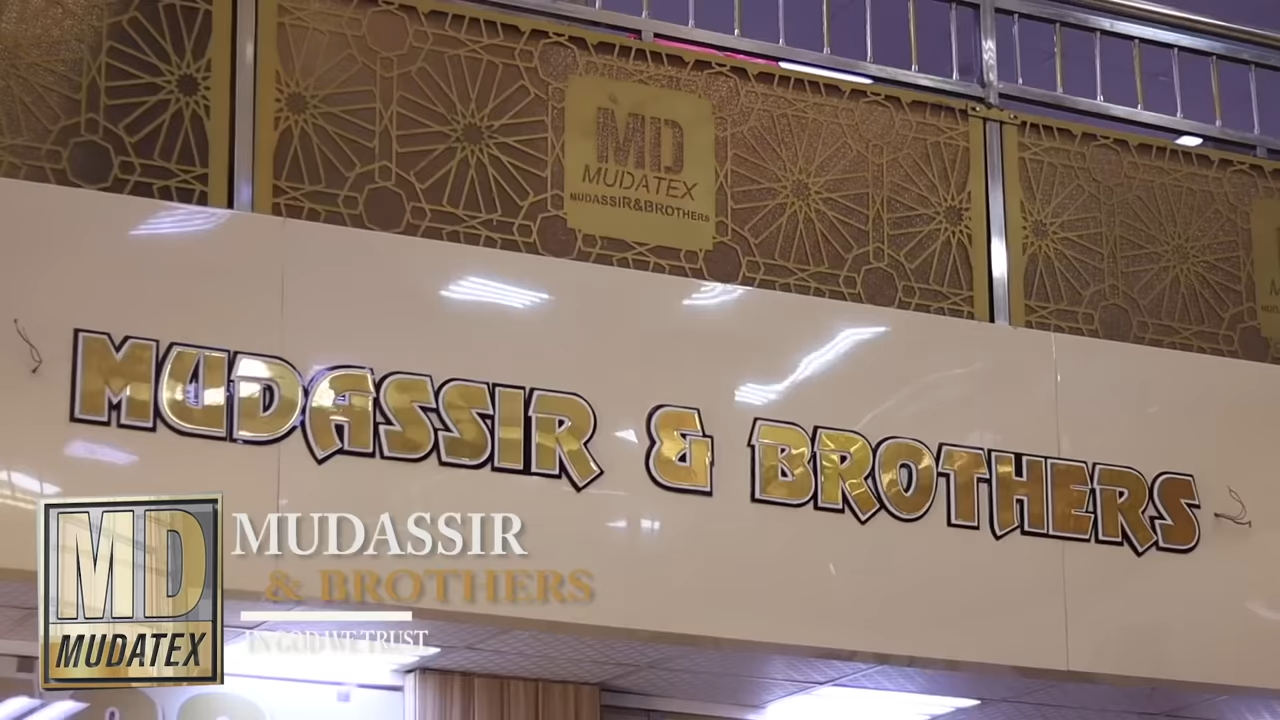 MD
MUDATEX
MUDASSIR&BROTHERS
MUDASSIR & BROTHERS
MD
MUDATEX
MUDASSIR
& BROTHERS
IN GOD WE TRUST